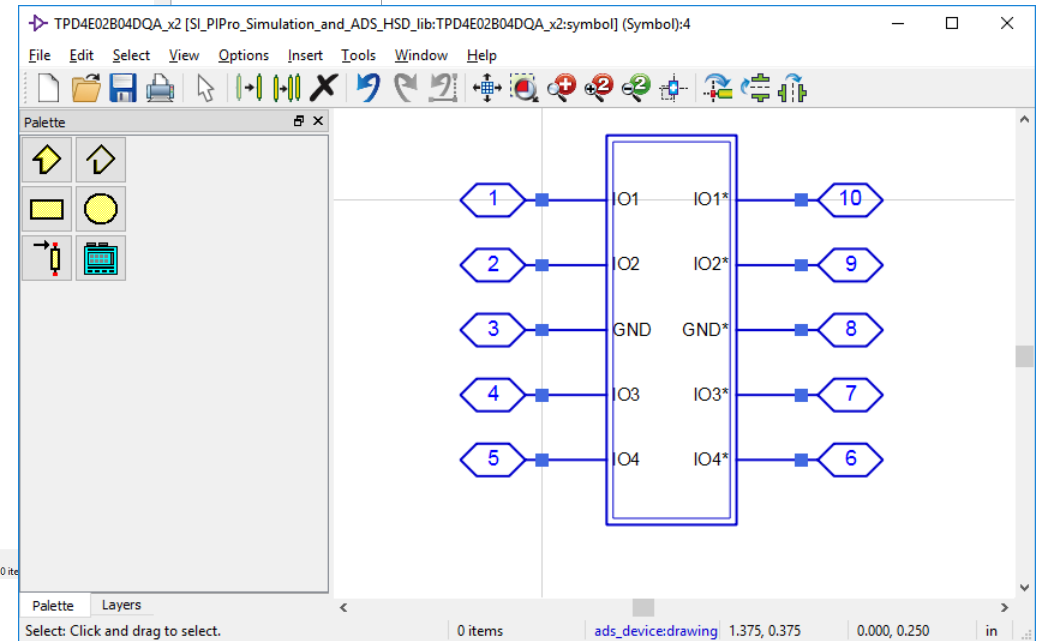 TPD4E02B04DQA_x2 [SI_PIPro_Simulation_and_ADS_HSD_lib:TPD4E02B04DQA_x2:symbol] (Symbol):4
File Edit Select View Options Insert Tools Window Help
Palette
1 IO1 IO1* 10
2 IO2 IO2* 9
3 GND GND* 8
4 IO3 IO3* 7
5 IO4 IO4* 6
0 ite
Palette Layers
Select: Click and drag to select. 0 items ads_device:drawing 1.375, 0.375 0.000, 0.250 in